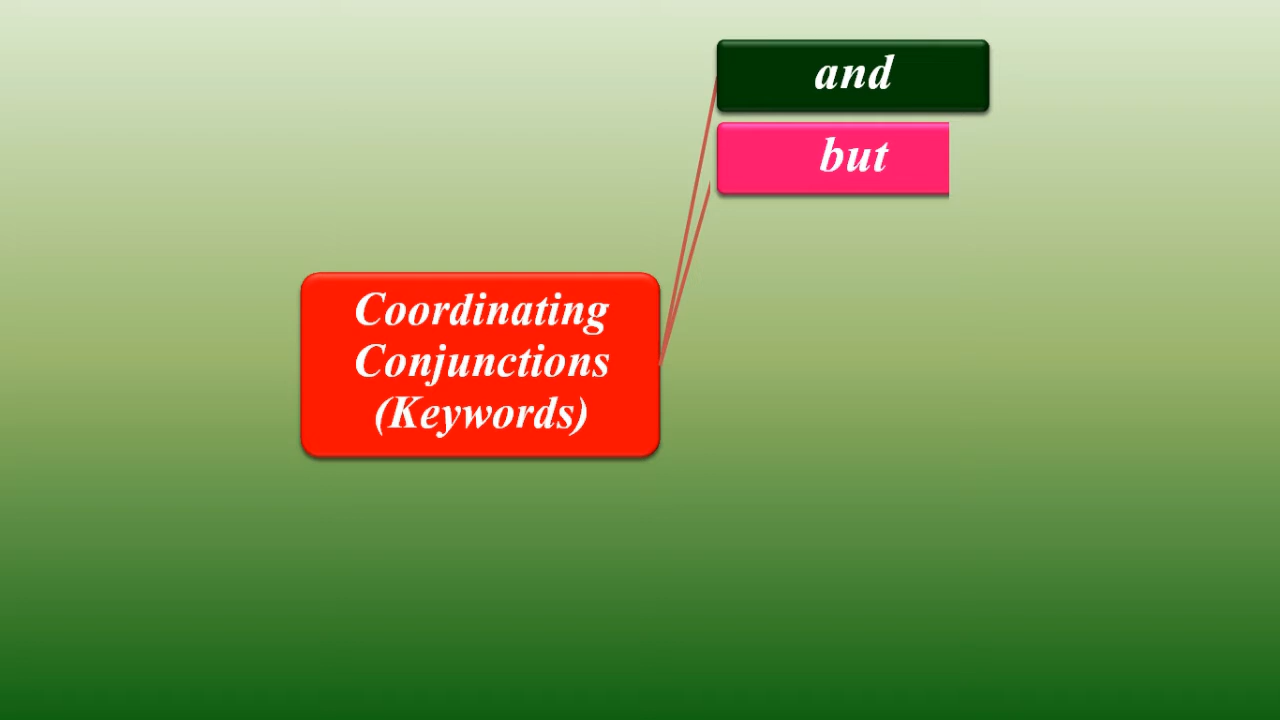 and
but
Coordinating
Conjunctions
(Keywords)